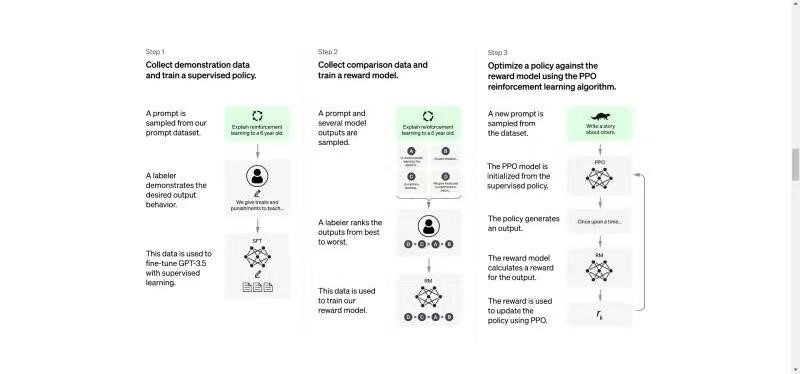 Step 1
Collect demonstration data
and train a supervised policy.
A prompt is
sampled from our
prompt dataset.
Explain reinforcement
learning to a 6 year old.
A labeler
demonstrates the
desired output
behavior.
We give treats and
punishments to teach...
This data is used to
fine-tune GPT-3.5
with supervised
learning.
SFT
Step 2
Collect comparison data and
train a reward model.
A prompt and
several model
outputs are
sampled.
Explain reinforcement
learning to a 6 year old.
A
B
C
D
We give treats and
punishments to
teach...
A labeler ranks the
outputs from best
to worst.
D > C > A > B
This data is used
to train our
reward model.
RM
D > C > A > B
Step 3
Optimize a policy against the
reward model using the PPO
reinforcement learning algorithm.
A new prompt is
sampled from
the dataset.
Write a story
about otters.
The PPO model is
initialized from the
supervised policy.
PPO
The policy generates
an output.
Once upon a time...
The reward model
calculates a reward
for the output.
RM
The reward is used
to update the
policy using PPO.
rk